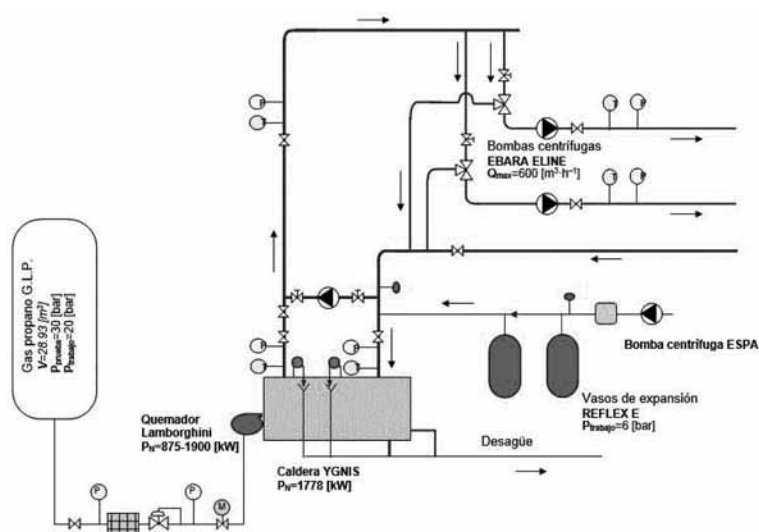 P
T
Bombas centrífugas
EBARA ELINE
Qmax=600 [m³·h⁻¹]
T
P
T
P
Gas propano G.L.P.
V=28.93 [m³]
Pprueba=30 [bar]
Ptrabajo=20 [bar]
P
T
P
T
Bomba centrífuga ESPA
Vasos de expansión
REFLEX E
Ptrabajo=6 [bar]
Quemador
Lamborghini
PN=875-1900 [kW]
Desagüe
Caldera YGNIS
PN=1778 [kW]
P
P
M